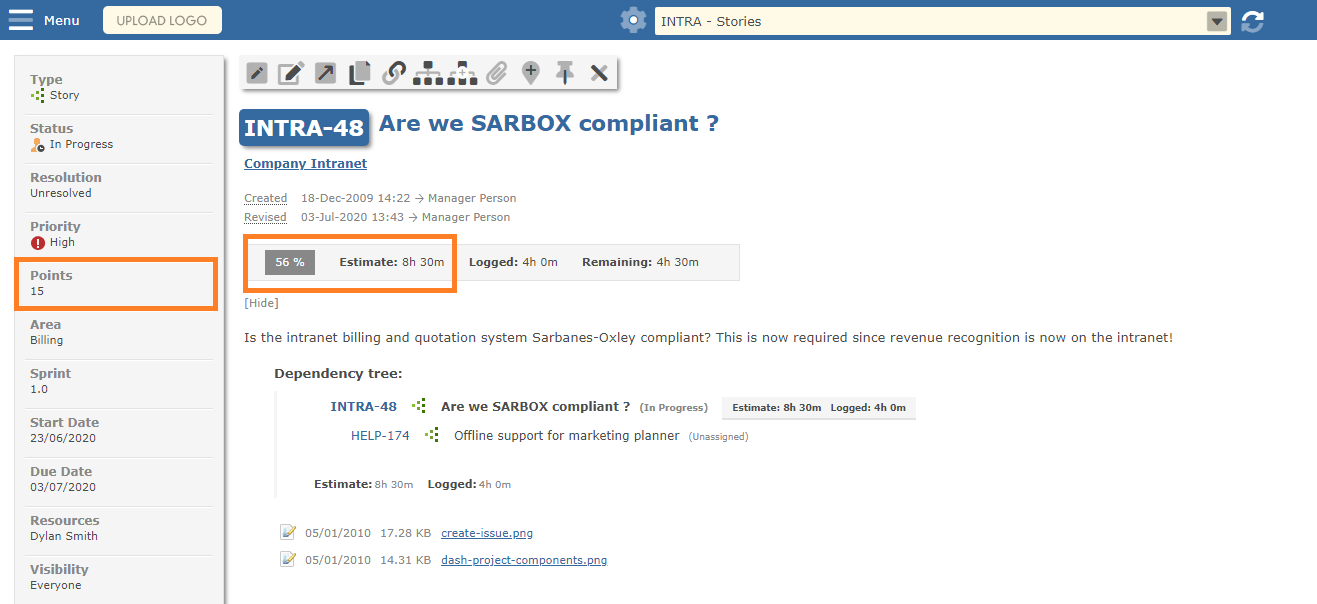 Menu
UPLOAD LOGO
INTRA - Stories
Type
Story
Status
In Progress
Resolution
Unresolved
Priority
High
Points
15
Area
Billing
Sprint
1.0
Start Date
23/06/2020
Due Date
03/07/2020
Resources
Dylan Smith
Visibility
Everyone
INTRA-48 Are we SARBOX compliant ?
Company Intranet
Created 18-Dec-2009 14:22 → Manager Person
Revised 03-Jul-2020 13:43 → Manager Person
56 % Estimate: 8h 30m Logged: 4h 0m Remaining: 4h 30m
[Hide]
Is the intranet billing and quotation system Sarbanes-Oxley compliant? This is now required since revenue recognition is now on the intranet!
Dependency tree:
INTRA-48 Are we SARBOX compliant ? (In Progress) Estimate: 8h 30m Logged: 4h 0m
HELP-174 Offline support for marketing planner (Unassigned)
Estimate: 8h 30m Logged: 4h 0m
05/01/2010 17.28 KB create-issue.png
05/01/2010 14.31 KB dash-project-components.png